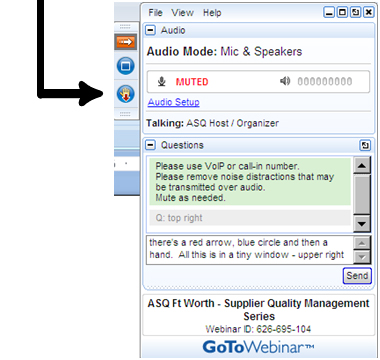 File View Help
Audio
Audio Mode: Mic & Speakers
MUTED 000000000
Audio Setup
Talking: ASQ Host / Organizer
Questions
Please use VoIP or call-in number.
Please remove noise distractions that may
be transmitted over audio.
Mute as needed.
Q: top right
there's a red arrow, blue circle and then a
hand. All this is in a tiny window - upper right
Send
ASQ Ft Worth - Supplier Quality Management
Series
Webinar ID: 626-695-104
GoToWebinar™